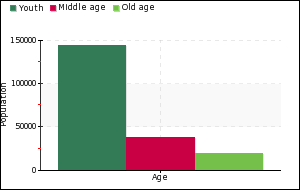 Youth Middle age Old age
150000
100000
50000
0
Population
Age